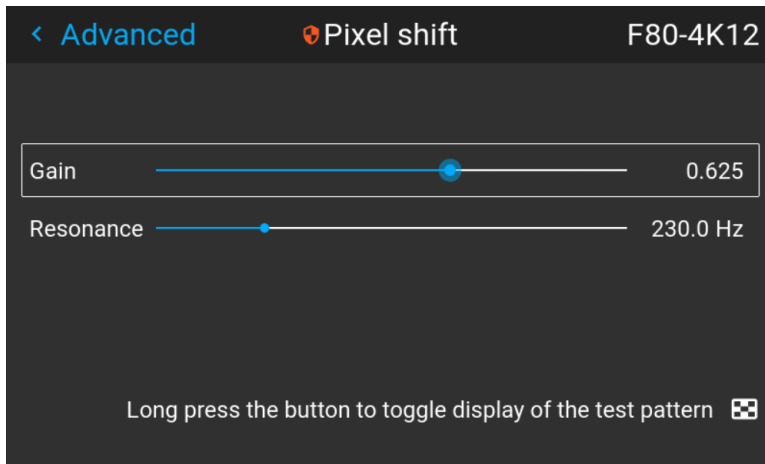 Advanced Pixel shift F80-4K12
Gain 0.625
Resonance 230.0 Hz
Long press the button to toggle display of the test pattern